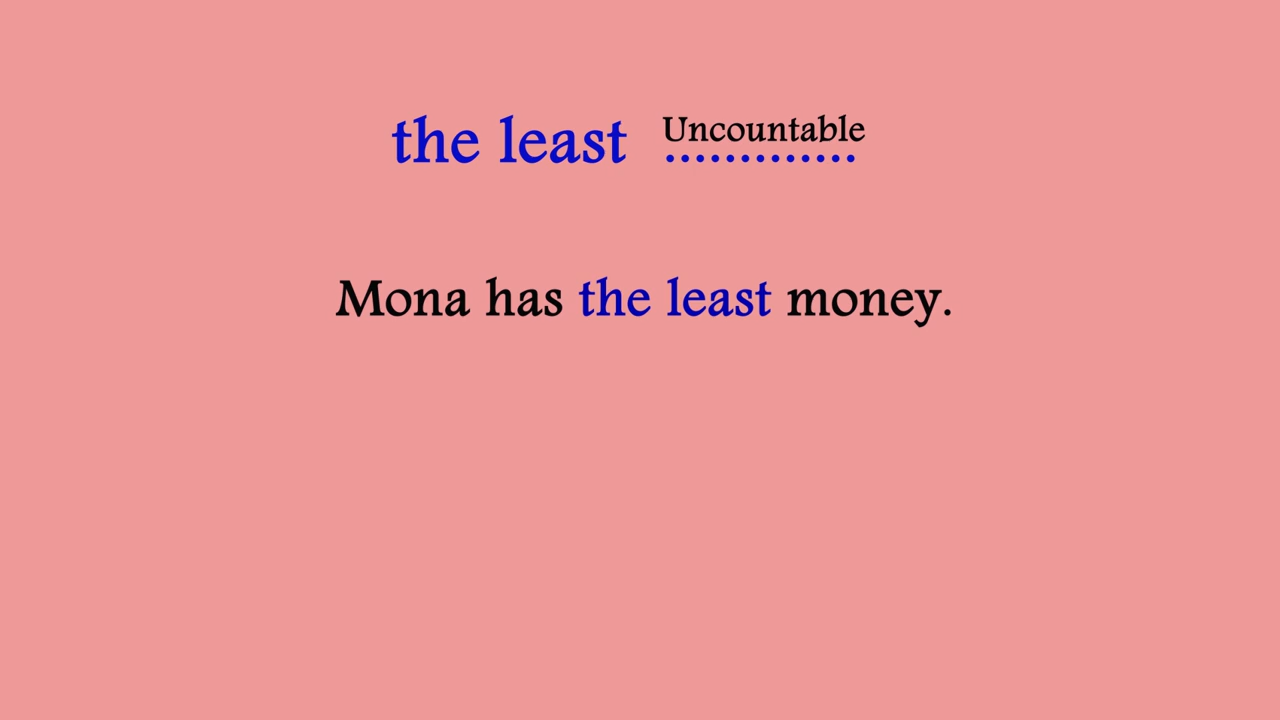 the least Uncountable
.............
Mona has the least money.